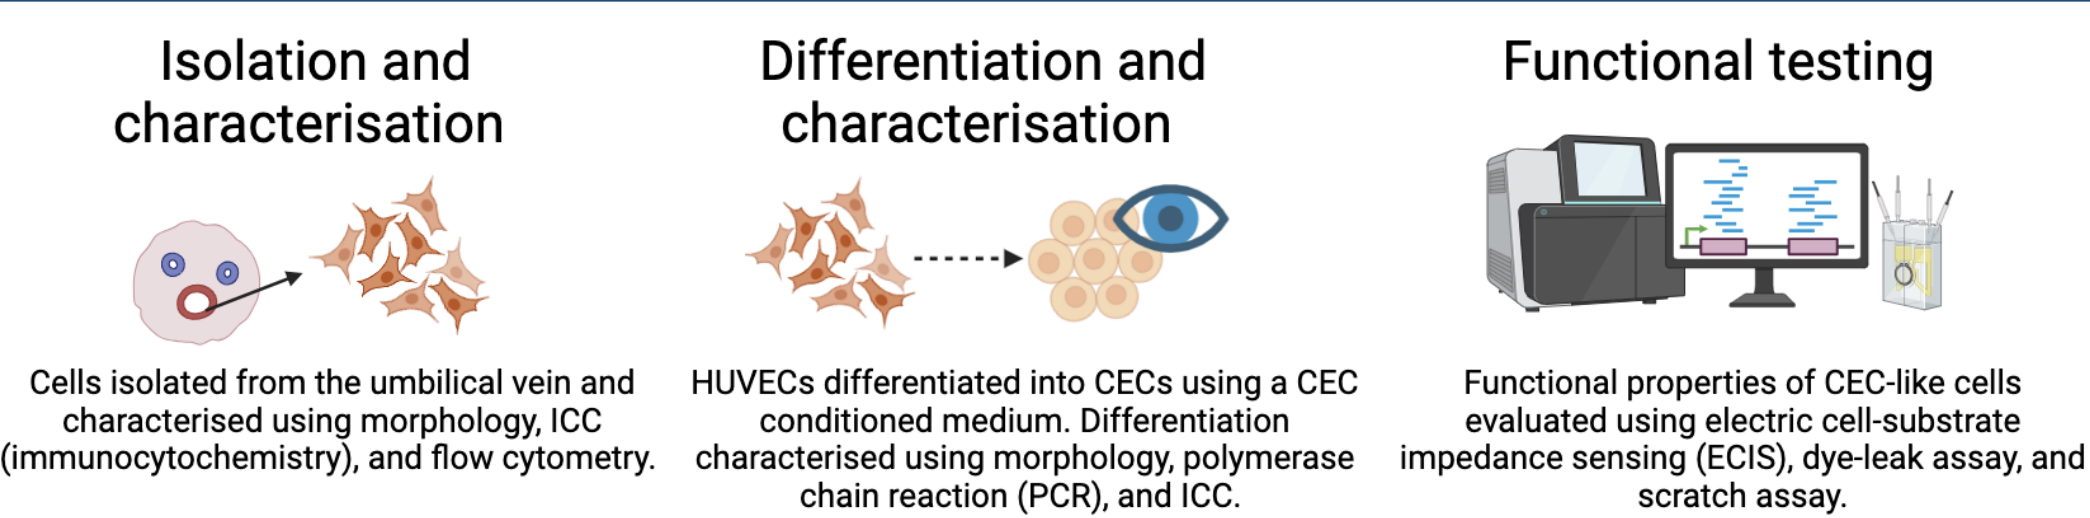 Isolation and
characterisation
Cells isolated from the umbilical vein and
characterised using morphology, ICC
(immunocytochemistry), and flow cytometry.
Differentiation and
characterisation
HUVECs differentiated into CECs using a CEC
conditioned medium. Differentiation
characterised using morphology, polymerase
chain reaction (PCR), and ICC.
Functional testing
Functional properties of CEC-like cells
evaluated using electric cell-substrate
impedance sensing (ECIS), dye-leak assay, and
scratch assay.